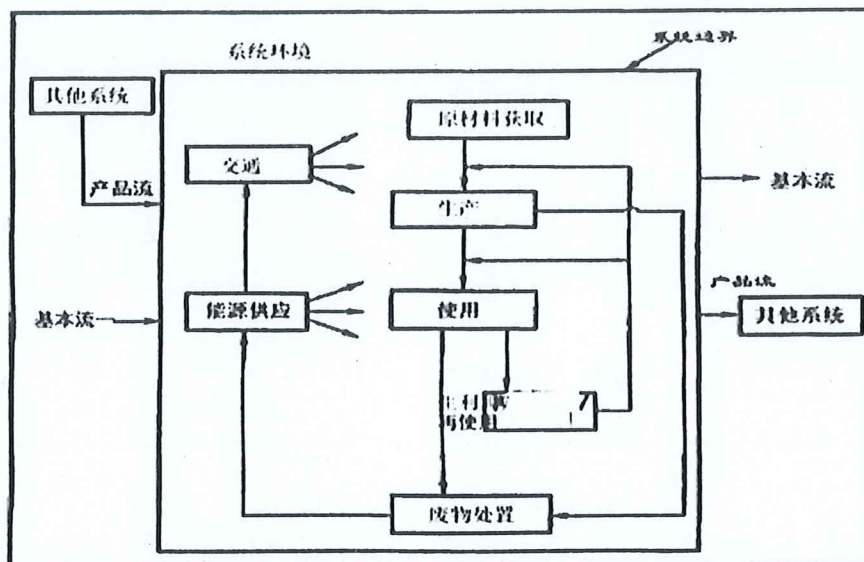 系统环境
系统边界
其他系统
原材料获取
交通
产品流
基本流
生产
产品流
能源供应
使用
基本流
其他系统
7
再使用
废物处置